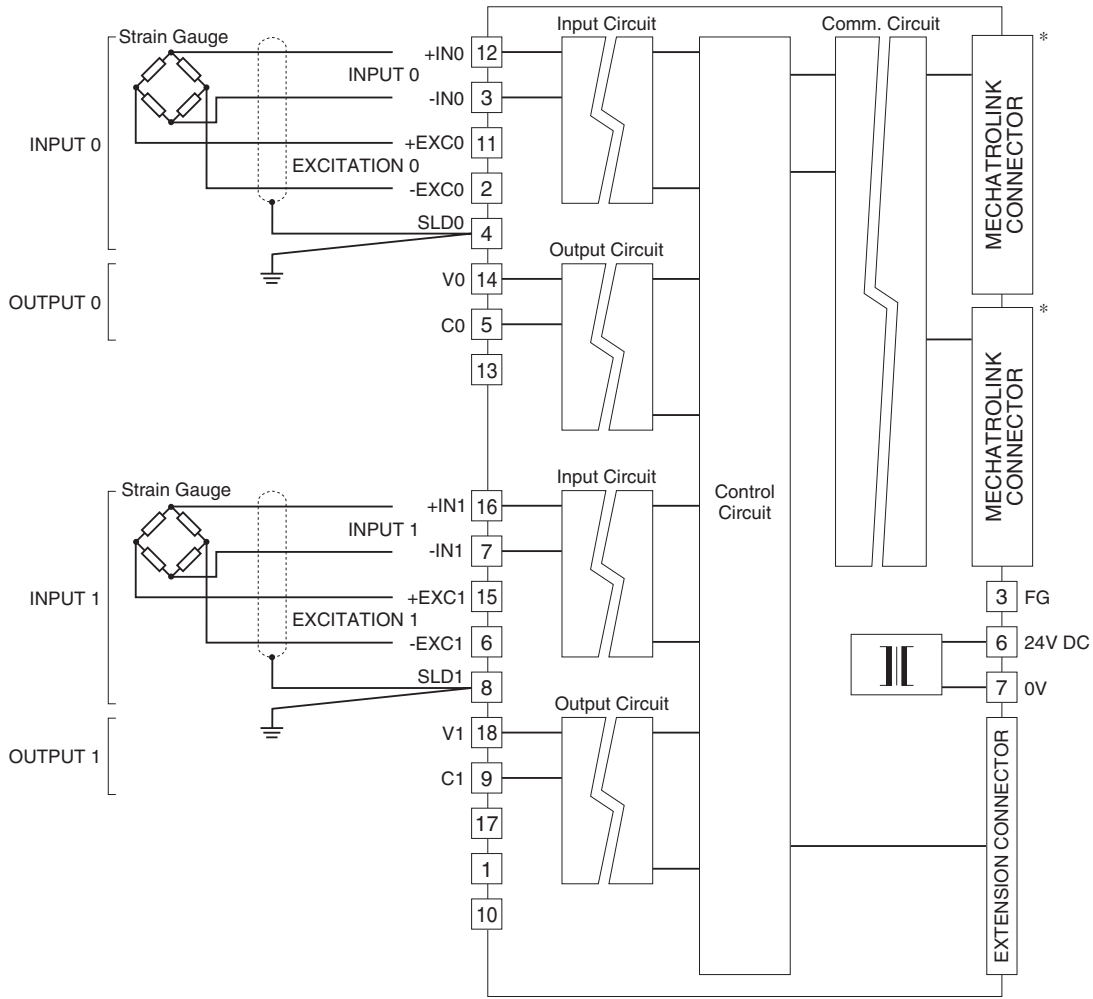 Input Circuit
Comm. Circuit
*
Strain Gauge
+IN0 12
INPUT 0
-IN0 3
INPUT 0
+EXC0 11
EXCITATION 0
-EXC0 2
SLD0 4
MECHATROLINK CONNECTOR
Output Circuit
V0 14
OUTPUT 0
C0 5
13
*
MECHATROLINK CONNECTOR
Input Circuit
Control
Circuit
Strain Gauge
+IN1 16
INPUT 1
-IN1 7
INPUT 1
+EXC1 15
3 FG
EXCITATION 1
-EXC1 6
6 24V DC
SLD1 8
7 0V
Output Circuit
V1 18
OUTPUT 1
C1 9
17
1
10
EXTENSION CONNECTOR